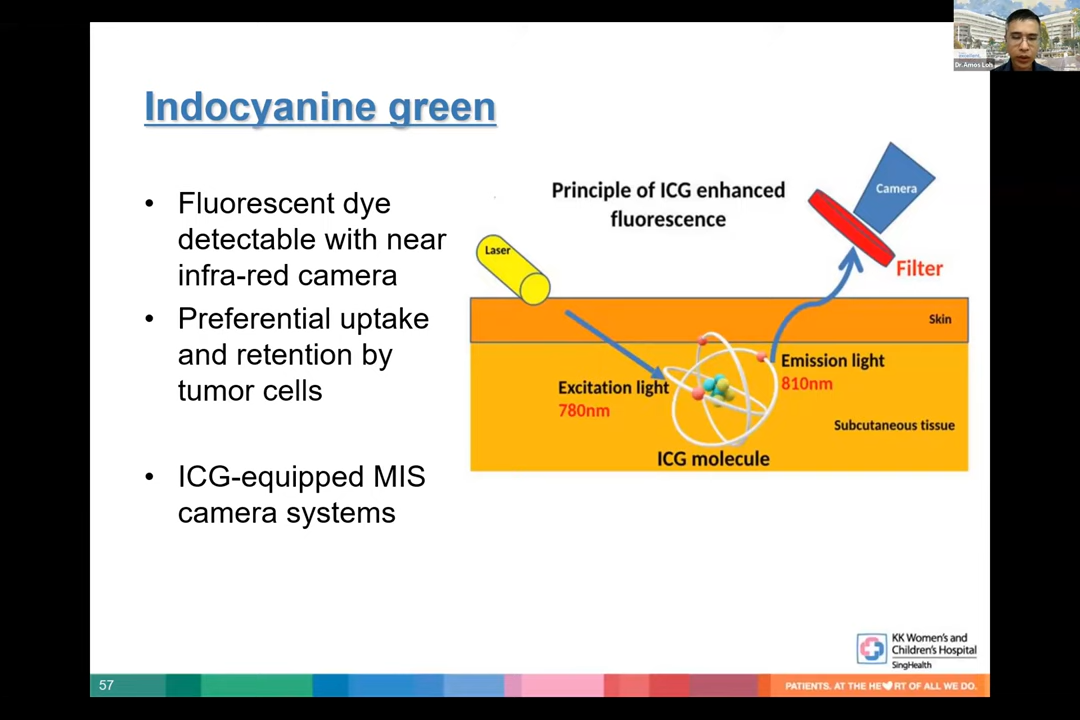 Dr.Amos Loh
Indocyanine green
• Fluorescent dye
detectable with near
infra-red camera
• Preferential uptake
and retention by
tumor cells
• ICG-equipped MIS
camera systems
Principle of ICG enhanced
fluorescence
Camera
Laser
Filter
Skin
Excitation light
780nm
Emission light
810nm
Subcutaneous tissue
ICG molecule
KK Women's and
Children's Hospital
SingHealth
57
PATIENTS. AT THE HE♥RT OF ALL WE DO.